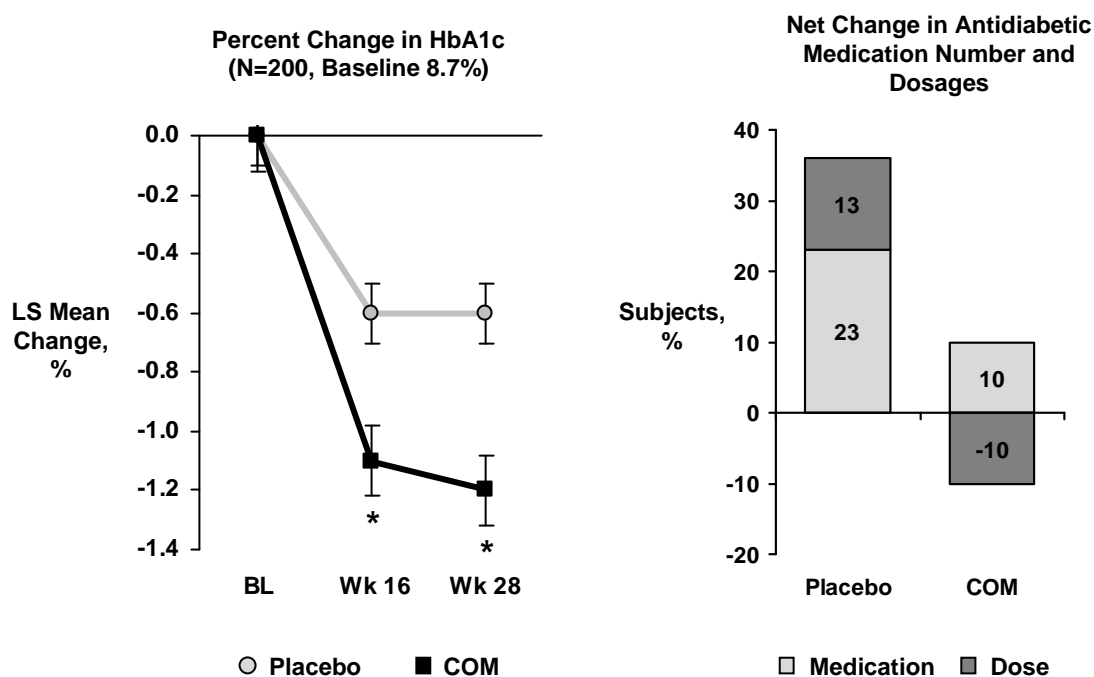 Percent Change in HbA1c
(N=200, Baseline 8.7%)
0.0
-0.2
-0.4
-0.6
-0.8
-1.0
-1.2
-1.4
LS Mean
Change,
%
*
*
BL Wk 16 Wk 28
Placebo COM
Net Change in Antidiabetic
Medication Number and
Dosages
40
30
20
10
0
-10
-20
Subjects,
%
13
23
10
-10
Placebo COM
Medication Dose